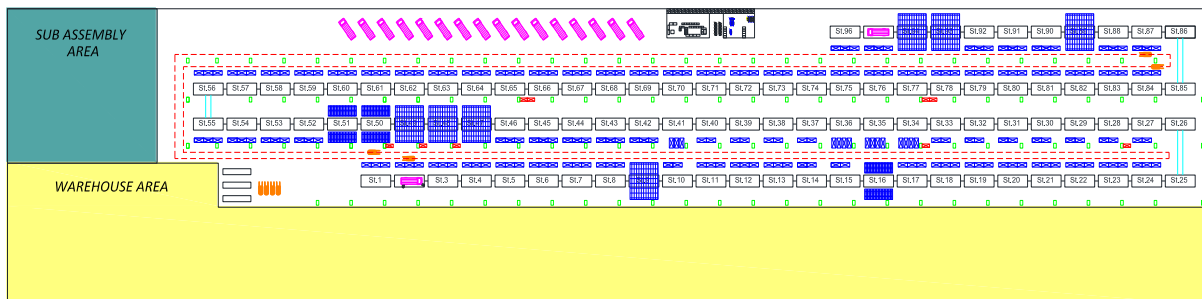 SUB ASSEMBLY
AREA
St.96 St.92 St.91 St.90 St.88 St.87 St.86
St.56 St.57 St.58 St.59 St.60 St.61 St.62 St.63 St.64 St.65 St.66 St.67 St.68 St.69 St.70 St.71 St.72 St.73 St.74 St.75 St.76 St.77 St.78 St.79 St.80 St.81 St.82 St.83 St.84 St.85
St.55 St.54 St.53 St.52 St.51 St.50 St.46 St.45 St.44 St.43 St.42 St.41 St.40 St.39 St.38 St.37 St.36 St.35 St.34 St.33 St.32 St.31 St.30 St.29 St.28 St.27 St.26
WAREHOUSE AREA
St.1 St.3 St.4 St.5 St.6 St.7 St.8 St.10 St.11 St.12 St.13 St.14 St.15 St.16 St.17 St.18 St.19 St.20 St.21 St.22 St.23 St.24 St.25